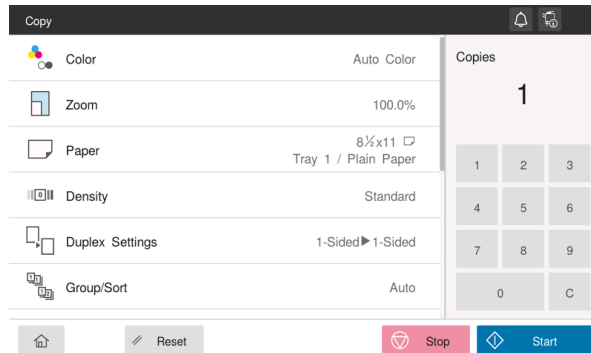 Copy
Color Auto Color
Zoom 100.0%
Paper 8½x11
Tray 1 / Plain Paper
Density Standard
Duplex Settings 1-Sided▶1-Sided
Group/Sort Auto
Copies
1
1 2 3
4 5 6
7 8 9
0 C
Reset Stop Start